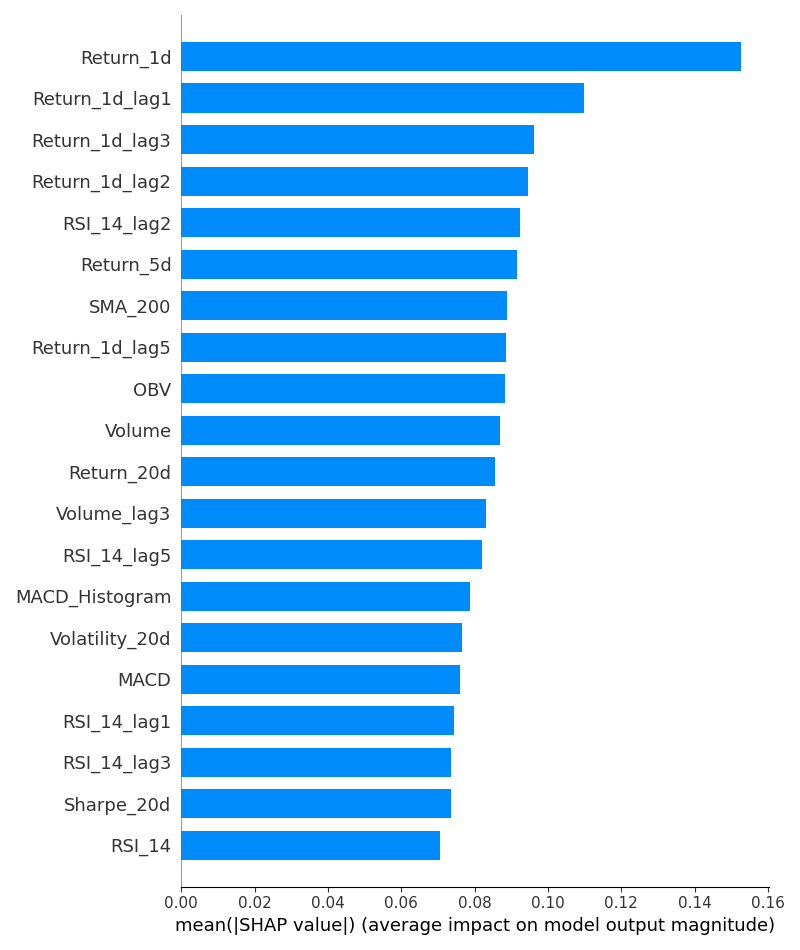 Return_1d
Return_1d_lag1
Return_1d_lag3
Return_1d_lag2
RSI_14_lag2
Return_5d
SMA_200
Return_1d_lag5
OBV
Volume
Return_20d
Volume_lag3
RSI_14_lag5
MACD_Histogram
Volatility_20d
MACD
RSI_14_lag1
RSI_14_lag3
Sharpe_20d
RSI_14
0.00 0.02 0.04 0.06 0.08 0.10 0.12 0.14 0.16
mean(|SHAP value|) (average impact on model output magnitude)